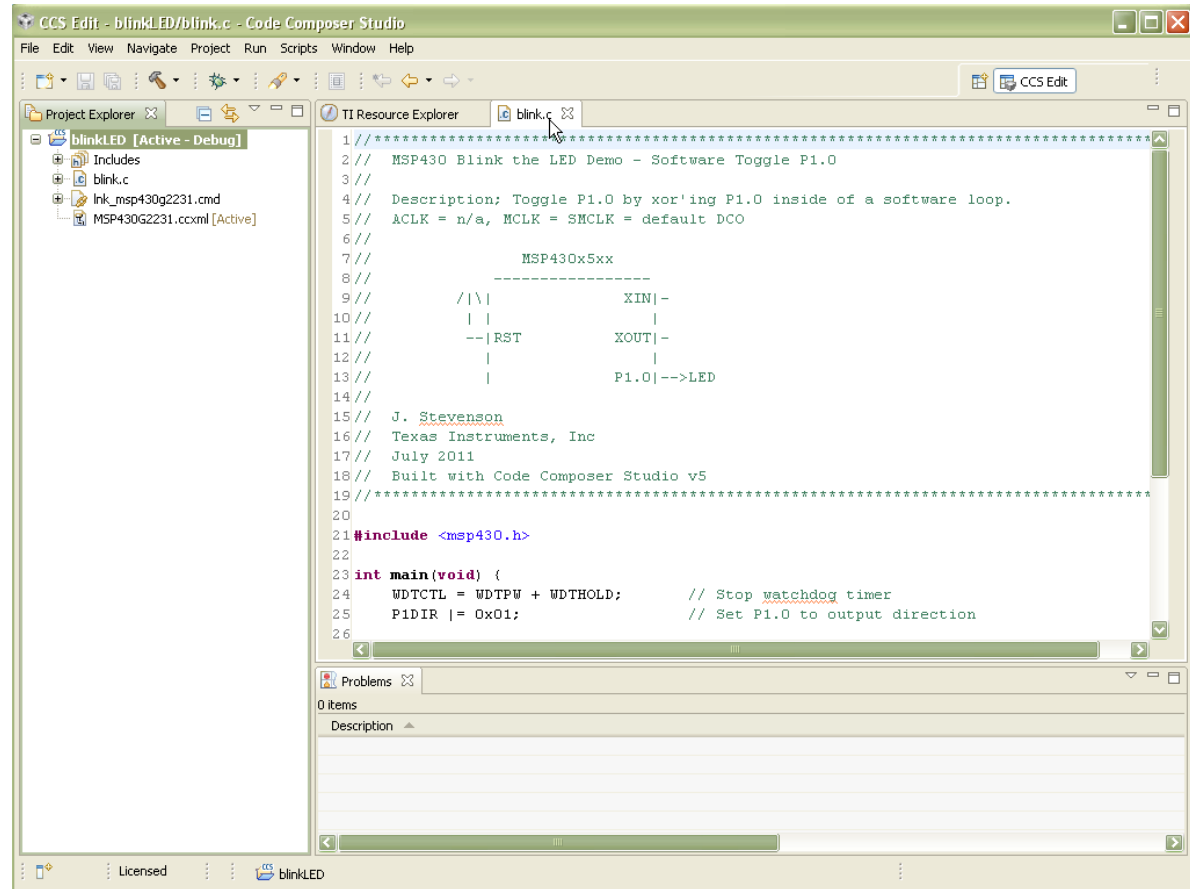 CCS Edit - blinkLED/blink.c - Code Composer Studio
File Edit View Navigate Project Run Scripts Window Help
CCS Edit
Project Explorer
blinkLED [Active - Debug]
Includes
blink.c
lnk_msp430g2231.cmd
MSP430G2231.ccxml [Active]
TI Resource Explorer blink.c
1 //***********************************************************************************
2 //  MSP430 Blink the LED Demo - Software Toggle P1.0
3 //
4 //  Description; Toggle P1.0 by xor'ing P1.0 inside of a software loop.
5 //  ACLK = n/a, MCLK = SMCLK = default DCO
6 //
7 //                MSP430x5xx
8 //             -----------------
9 //         /|\|              XIN|-
10 //          | |                 |
11 //          --|RST          XOUT|-
12 //            |                 |
13 //            |             P1.0|-->LED
14 //
15 //  J. Stevenson
16 //  Texas Instruments, Inc
17 //  July 2011
18 //  Built with Code Composer Studio v5
19 //***********************************************************************************
20
21 #include <msp430.h>
22
23 int main(void) {
24     WDTCTL = WDTPW + WDTHOLD;       // Stop watchdog timer
25     P1DIR |= 0x01;                  // Set P1.0 to output direction
26
Problems
0 items
Description
Licensed blinkLED